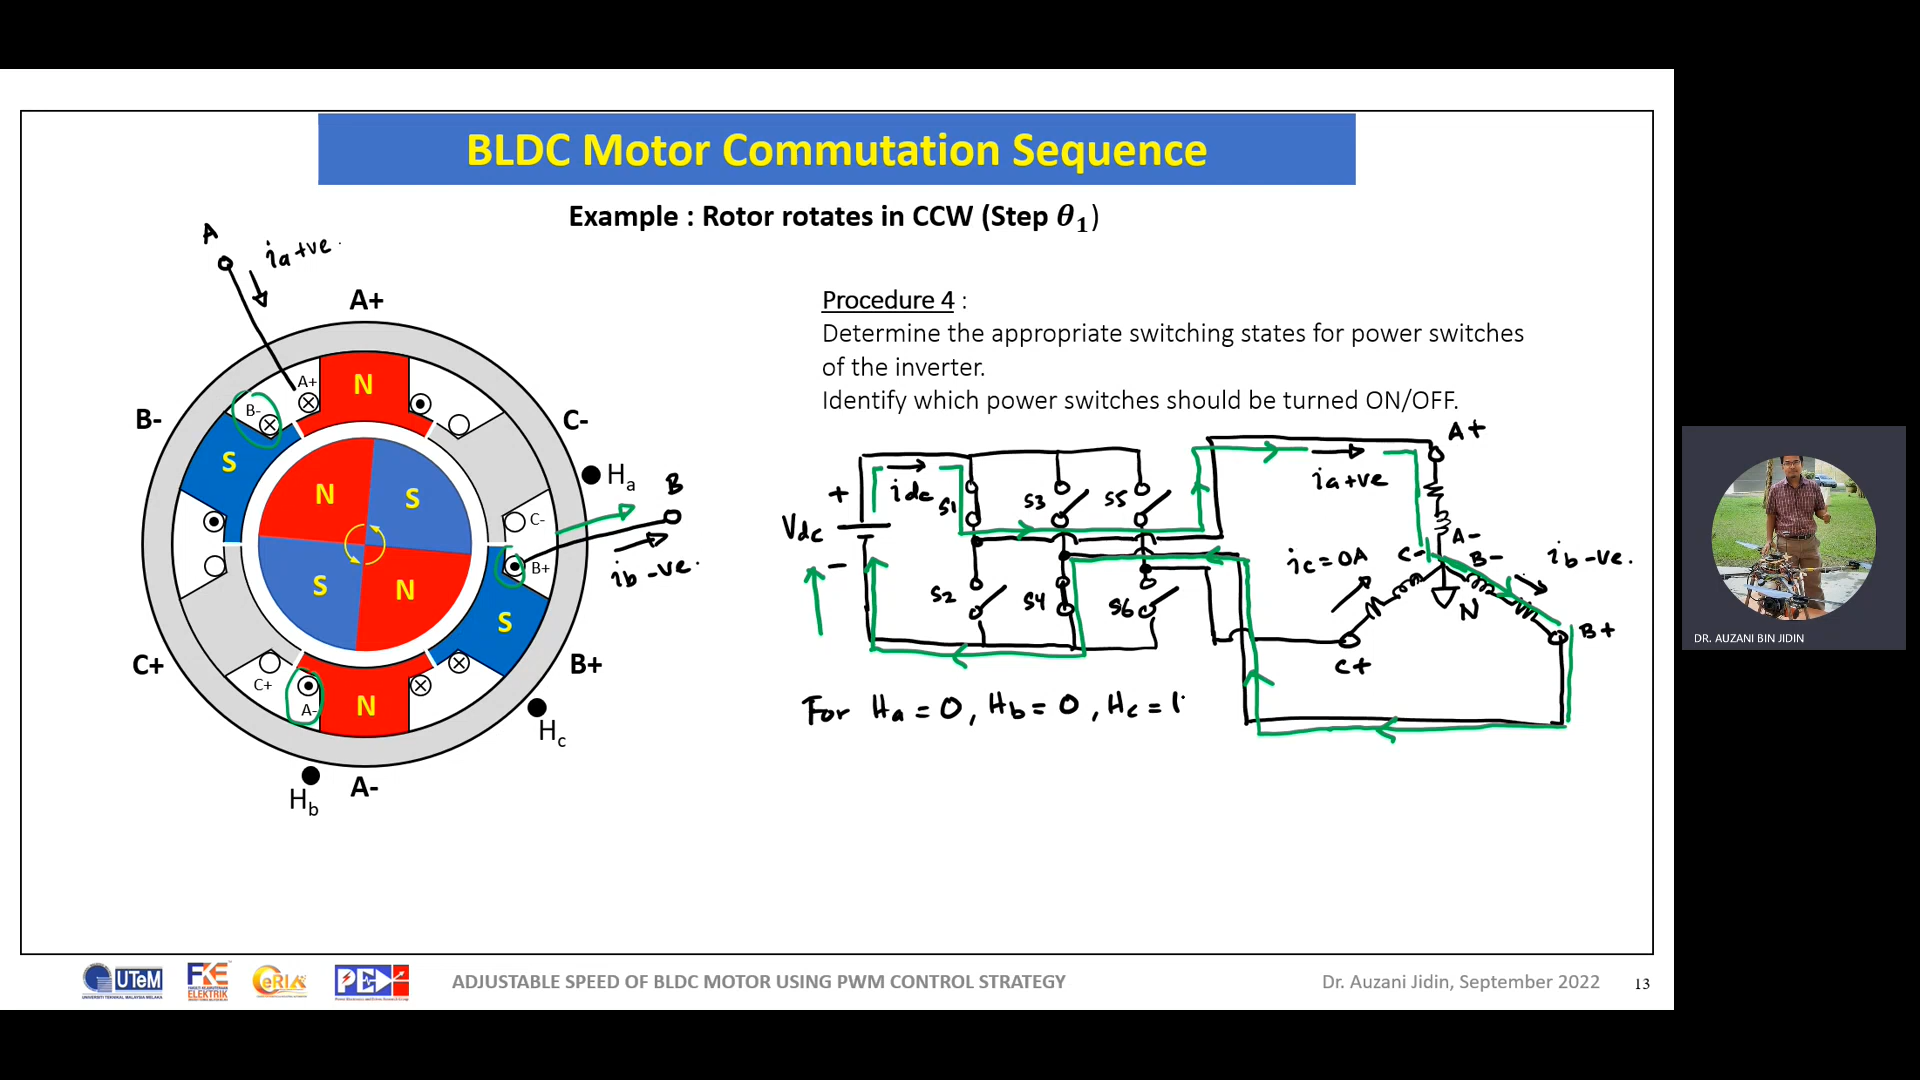 BLDC Motor Commutation Sequence
Example : Rotor rotates in CCW (Step θ₁)
A
ia +ve.
A+
B-
C-
C+
B+
A-
A+
B-
C-
B+
C+
A-
N
S
S
N
N
S
S
N
Ha
Hb
Hc
B
ib -ve.
Procedure 4 :
Determine the appropriate switching states for power switches
of the inverter.
Identify which power switches should be turned ON/OFF.
+
Vdc
-
idc
S1
S3
S5
S2
S4
S6
ia +ve
A+
A-
C-
B-
ic = 0A
N
ib -ve.
B+
C+
For Ha = 0, Hb = 0, Hc = 1
UTeM
FKE
ELEKTRIK
CeRIA
ADJUSTABLE SPEED OF BLDC MOTOR USING PWM CONTROL STRATEGY
Dr. Auzani Jidin, September 2022
13
DR. AUZANI BIN JIDIN